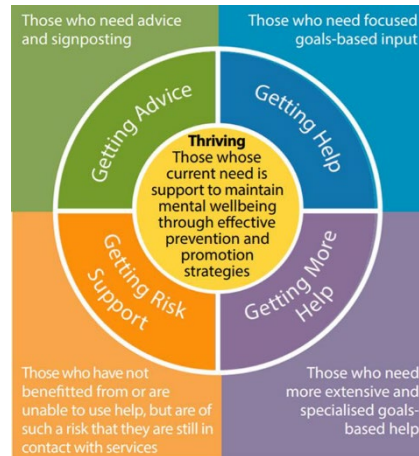 Those who need advice
and signposting
Those who need focused
goals-based input
Getting Advice
Getting Help
Thriving
Those whose
current need is
support to maintain
mental wellbeing
through effective
prevention and
promotion
strategies
Getting Risk
Support
Getting More
Help
Those who have not
benefitted from or are
unable to use help, but are of
such a risk that they are still in
contact with services
Those who need
more extensive and
specialised goals-
based help